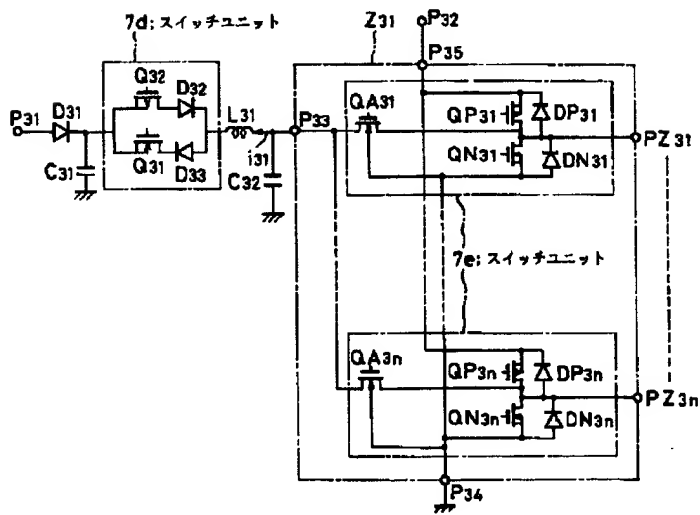 7d: スイッチユニット
Z31
P32
P35
Q32
D32
P31
D31
L31
P33
QA31
QP31
DP31
PZ31
Q31
D33
i31
C31
C32
QN31
DN31
7e: スイッチユニット
QA3n
QP3n
DP3n
PZ3n
QN3n
DN3n
P34